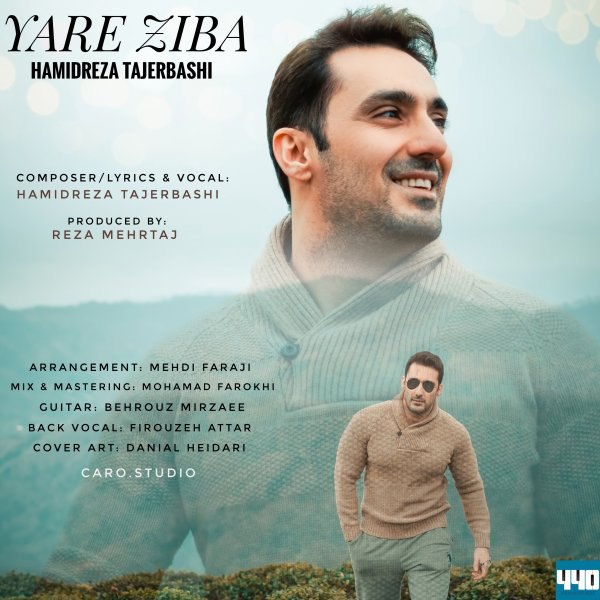 YARE ZIBA
HAMIDREZA TAJERBASHI
COMPOSER/LYRICS & VOCAL:
HAMIDREZA TAJERBASHI
PRODUCED BY:
REZA MEHRTAJ
ARRANGEMENT: MEHDI FARAJI
MIX & MASTERING: MOHAMAD FAROKHI
GUITAR: BEHROUZ MIRZAEE
BACK VOCAL: FIROUZEH ATTAR
COVER ART: DANIAL HEIDARI
CARO.STUDIO
440